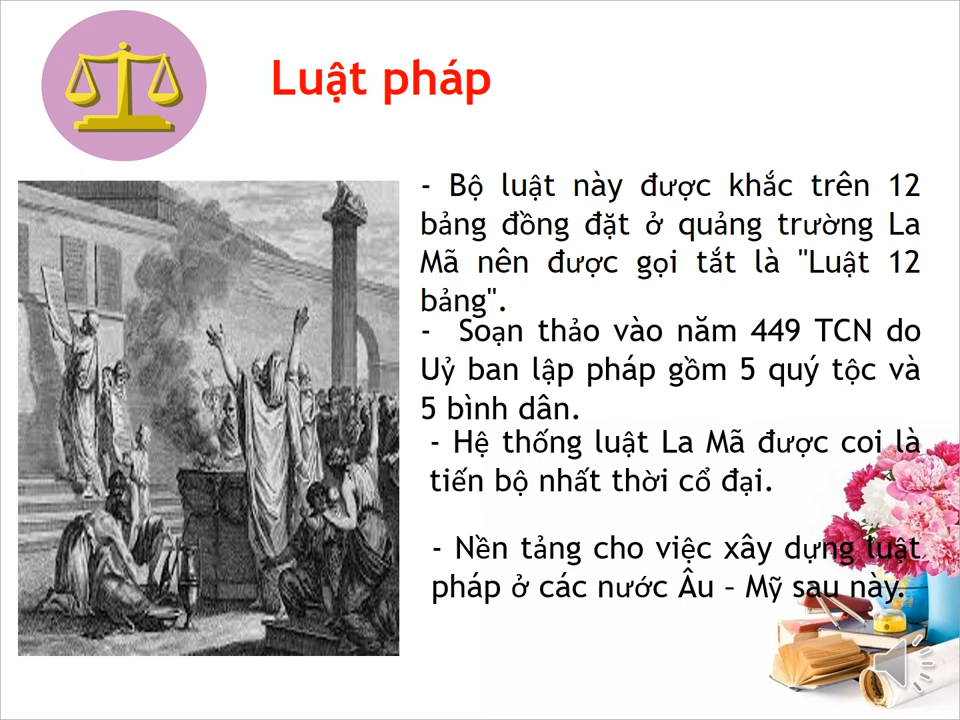 Luật pháp
- Bộ luật này được khắc trên 12
bảng đồng đặt ở quảng trường La
Mã nên được gọi tắt là "Luật 12
bảng".
- Soạn thảo vào năm 449 TCN do
Uỷ ban lập pháp gồm 5 quý tộc và
5 bình dân.
- Hệ thống luật La Mã được coi là
tiến bộ nhất thời cổ đại.
- Nền tảng cho việc xây dựng luật
pháp ở các nước Âu – Mỹ sau này.